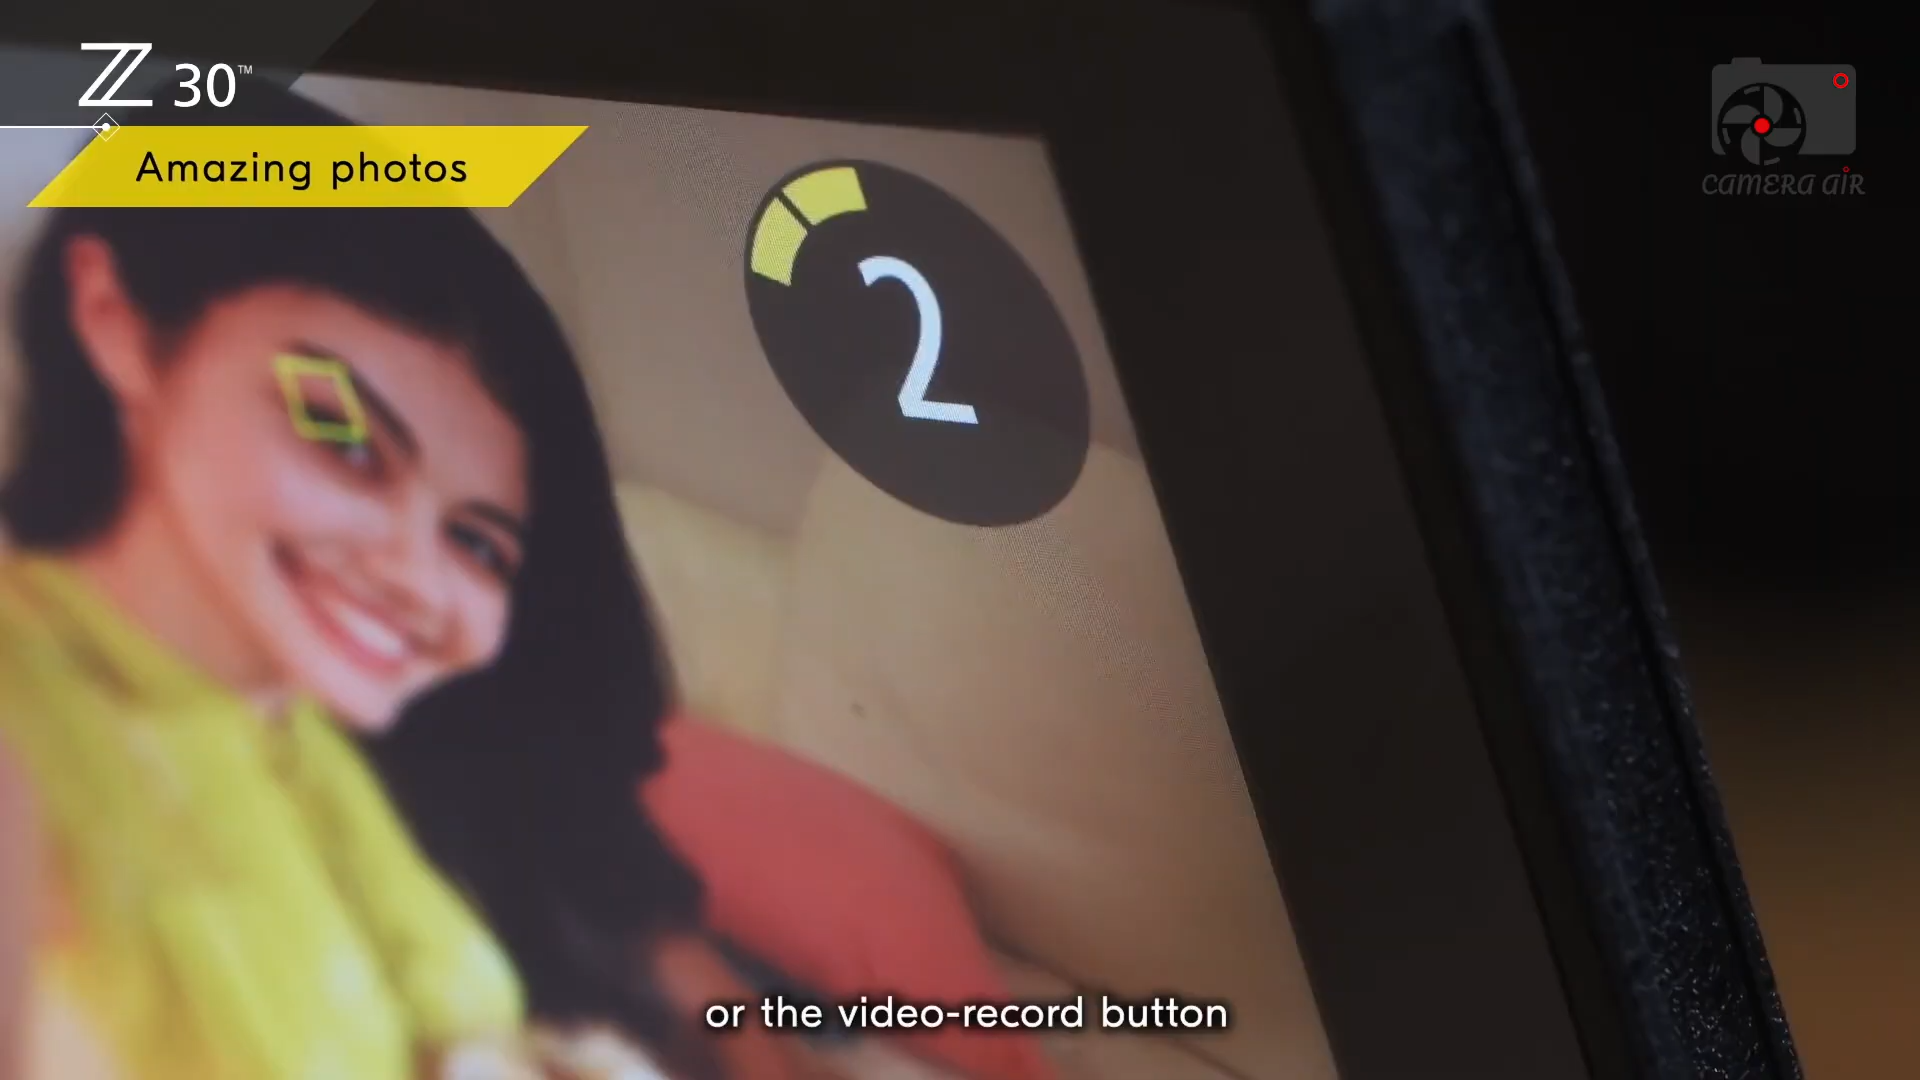 Z 30™
Amazing photos
CAMERA AIR
2
or the video-record button